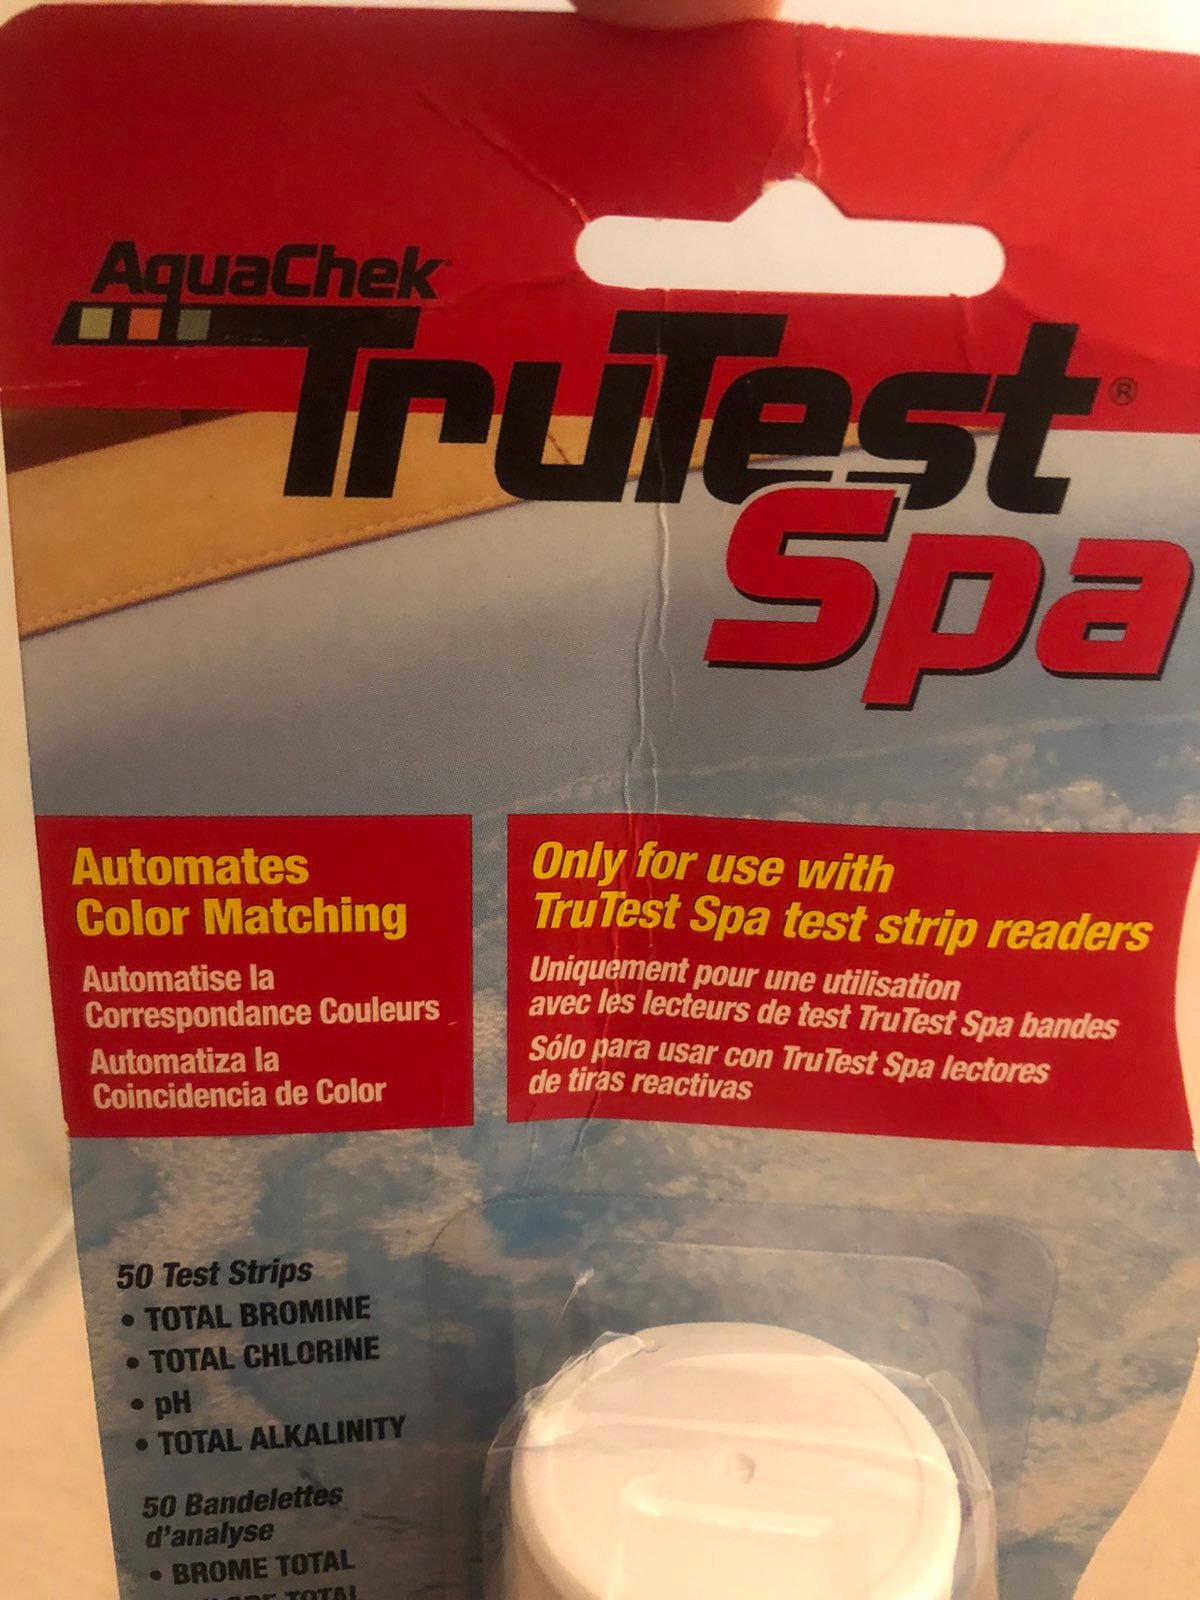 AquaChek
TruTest®
Spa
Automates
Color Matching
Automatise la
Correspondance Couleurs
Automatiza la
Coincidencia de Color
Only for use with
TruTest Spa test strip readers
Uniquement pour une utilisation
avec les lecteurs de test TruTest Spa bandes
Sólo para usar con TruTest Spa lectores
de tiras reactivas
50 Test Strips
• TOTAL BROMINE
• TOTAL CHLORINE
• pH
• TOTAL ALKALINITY
50 Bandelettes
d'analyse
• BROME TOTAL
TOTAL